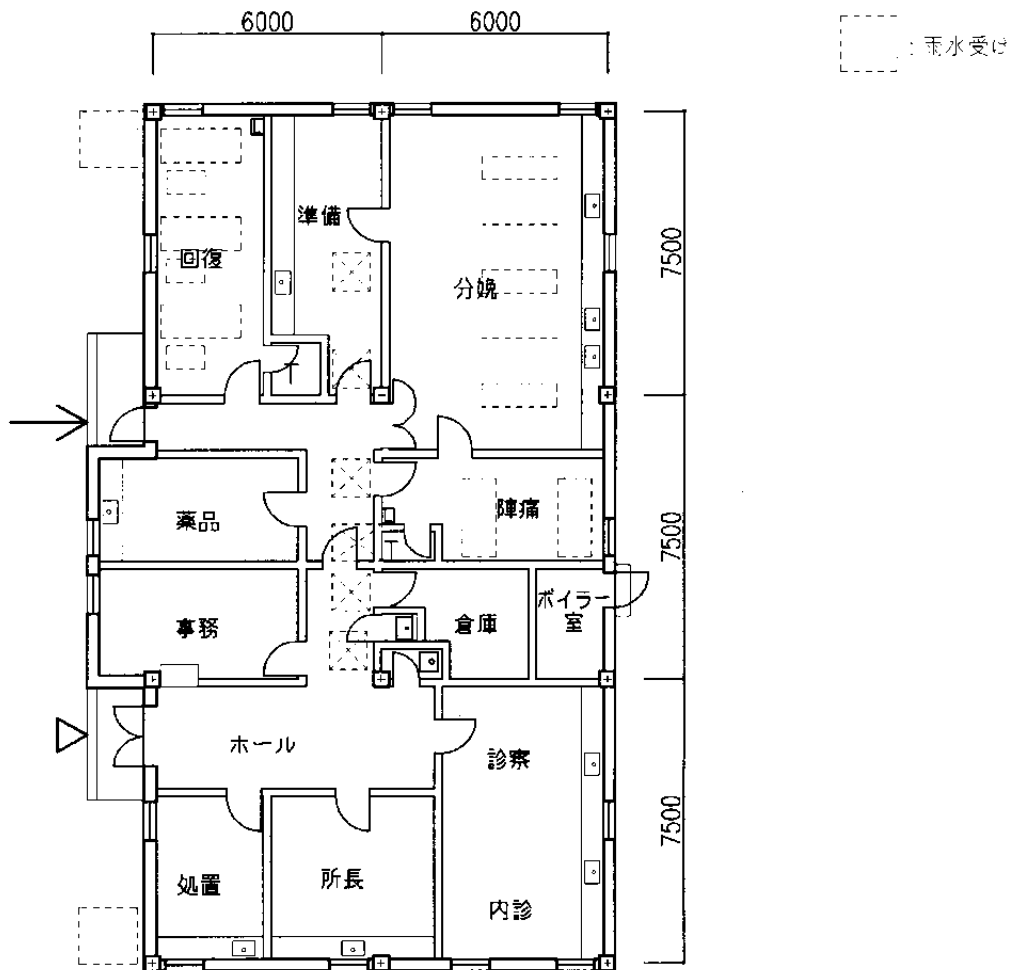 6000
6000
: 雨水受け
準備
回復
分娩
7500
薬品
陣痛
7500
事務
倉庫
ボイラー
室
ホール
診察
処置
所長
内診
7500